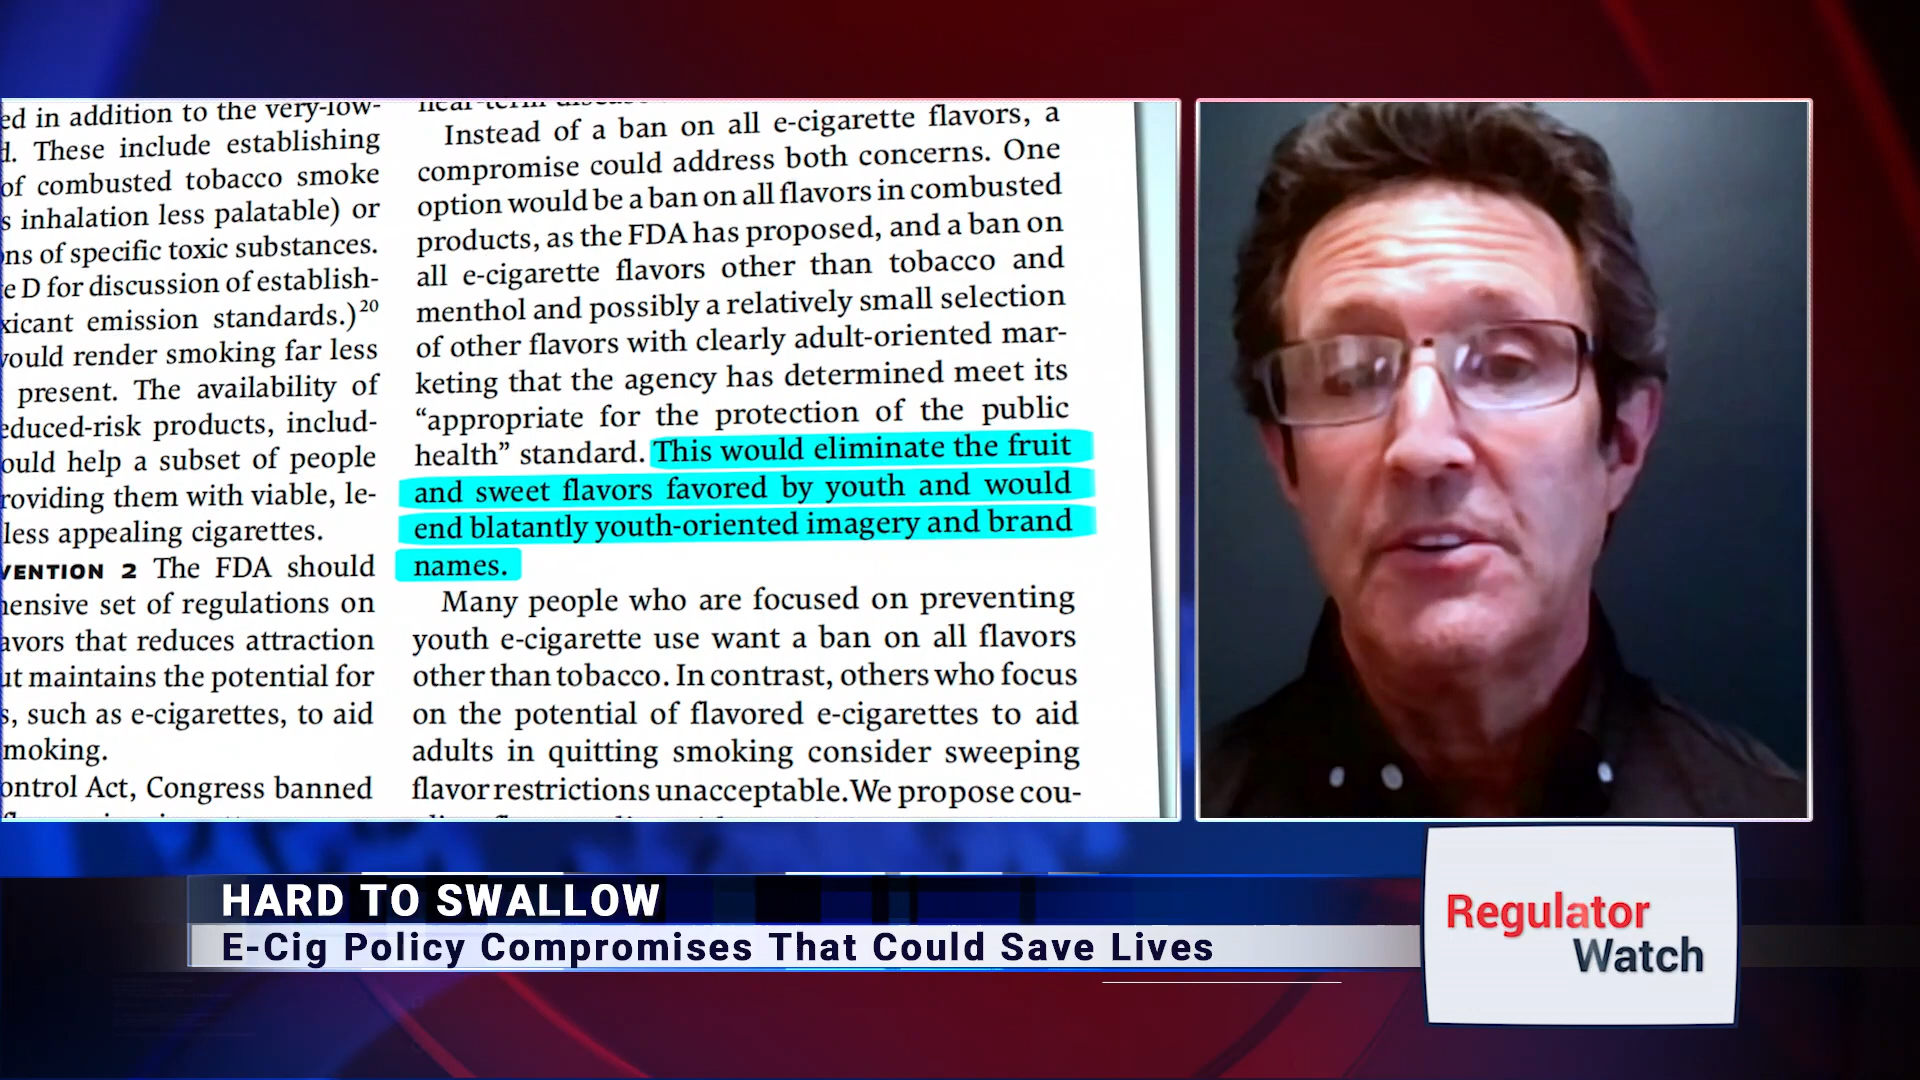 ed in addition to the very-low-
d. These include establishing
of combusted tobacco smoke
s inhalation less palatable) or
ons of specific toxic substances.
e D for discussion of establish-
xicant emission standards.)20
would render smoking far less
present. The availability of
educed-risk products, includ-
ould help a subset of people
roviding them with viable, le-
less appealing cigarettes.
VENTION 2 The FDA should
hensive set of regulations on
avors that reduces attraction
ut maintains the potential for
s, such as e-cigarettes, to aid
moking.
ontrol Act, Congress banned
near-term
Instead of a ban on all e-cigarette flavors, a
compromise could address both concerns. One
option would be a ban on all flavors in combusted
products, as the FDA has proposed, and a ban on
all e-cigarette flavors other than tobacco and
menthol and possibly a relatively small selection
of other flavors with clearly adult-oriented mar-
keting that the agency has determined meet its
“appropriate for the protection of the public
health” standard. This would eliminate the fruit
and sweet flavors favored by youth and would
end blatantly youth-oriented imagery and brand
names.
Many people who are focused on preventing
youth e-cigarette use want a ban on all flavors
other than tobacco. In contrast, others who focus
on the potential of flavored e-cigarettes to aid
adults in quitting smoking consider sweeping
flavor restrictions unacceptable. We propose cou-
HARD TO SWALLOW
E-Cig Policy Compromises That Could Save Lives
Regulator
Watch